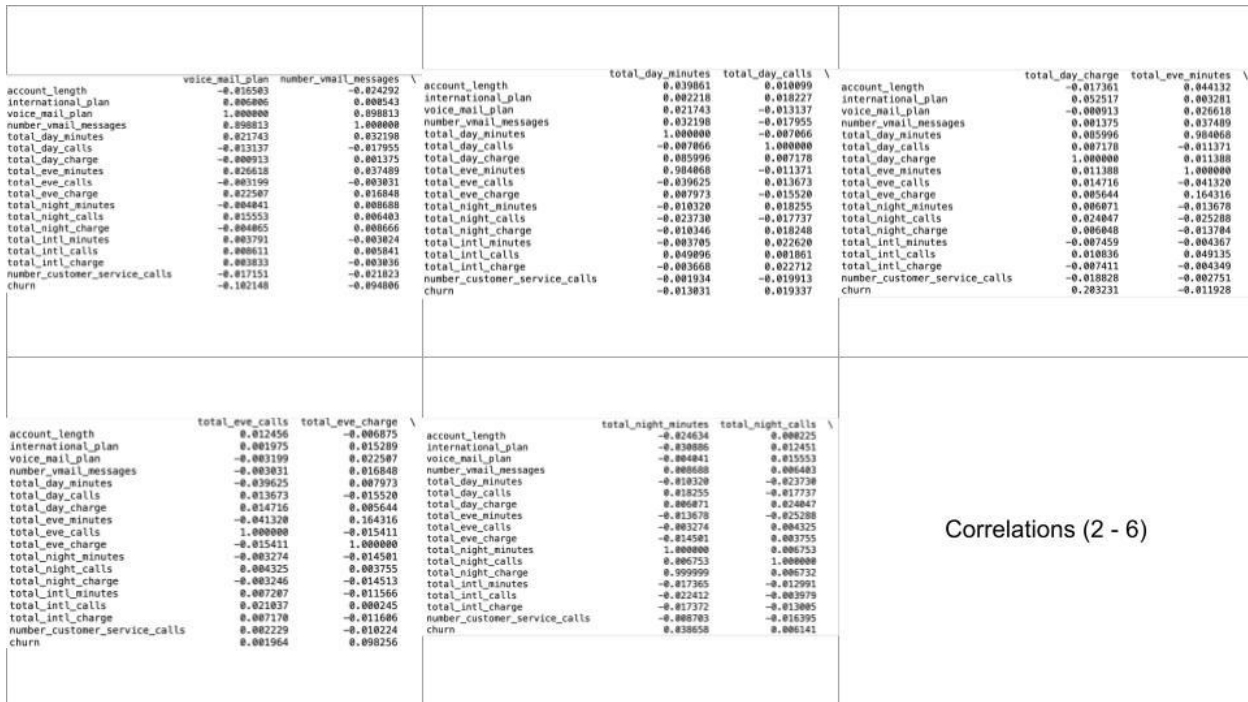 voice_mail_plan number_vmail_messages \
account_length -0.016503 -0.024292
international_plan 0.006006 0.000543
voice_mail_plan 1.000000 0.898813
number_vmail_messages 0.898813 1.000000
total_day_minutes 0.021743 0.032198
total_day_calls -0.013137 -0.017955
total_day_charge -0.000913 0.001375
total_eve_minutes 0.026618 0.037489
total_eve_calls -0.003199 -0.003031
total_eve_charge 0.022507 0.016848
total_night_minutes -0.004041 0.008688
total_night_calls 0.015553 0.006403
total_night_charge -0.004065 0.008666
total_intl_minutes 0.003791 -0.003024
total_intl_calls 0.008611 0.005841
total_intl_charge 0.003833 -0.003036
number_customer_service_calls -0.017151 -0.021823
churn -0.102148 -0.094806
total_day_minutes total_day_calls \
account_length 0.039861 0.010099
international_plan 0.002218 0.018227
voice_mail_plan 0.021743 -0.013137
number_vmail_messages 0.032198 -0.017955
total_day_minutes 1.000000 -0.007066
total_day_calls -0.007066 1.000000
total_day_charge 0.085996 0.007178
total_eve_minutes 0.984068 -0.011371
total_eve_calls -0.039625 0.013673
total_eve_charge 0.007973 -0.015520
total_night_minutes -0.010320 0.018255
total_night_calls -0.023730 -0.017737
total_night_charge -0.010346 0.018248
total_intl_minutes -0.003705 0.022620
total_intl_calls 0.049096 0.001861
total_intl_charge -0.003668 0.022712
number_customer_service_calls -0.001934 -0.019913
churn -0.013031 0.019337
total_day_charge total_eve_minutes \
account_length -0.017361 0.044132
international_plan 0.052517 0.003281
voice_mail_plan -0.000913 0.026618
number_vmail_messages 0.001375 0.037489
total_day_minutes 0.085996 0.984068
total_day_calls 0.007178 -0.011371
total_day_charge 1.000000 0.011388
total_eve_minutes 0.011388 1.000000
total_eve_calls 0.014716 -0.041320
total_eve_charge 0.005644 0.164316
total_night_minutes 0.006071 -0.013678
total_night_calls 0.024047 -0.025288
total_night_charge 0.006048 -0.013704
total_intl_minutes -0.007459 -0.004367
total_intl_calls 0.010836 0.049135
total_intl_charge -0.007411 -0.004349
number_customer_service_calls -0.018828 -0.002751
churn 0.203231 -0.011928
total_eve_calls total_eve_charge \
account_length 0.012456 -0.006875
international_plan 0.001975 0.015289
voice_mail_plan -0.003199 0.022507
number_vmail_messages -0.003031 0.016848
total_day_minutes -0.039625 0.007973
total_day_calls 0.013673 -0.015520
total_day_charge 0.014716 0.005644
total_eve_minutes -0.041320 0.164316
total_eve_calls 1.000000 -0.015411
total_eve_charge -0.015411 1.000000
total_night_minutes -0.003274 -0.014501
total_night_calls 0.004325 0.003755
total_night_charge -0.003246 -0.014513
total_intl_minutes 0.007207 -0.011566
total_intl_calls 0.021037 0.000245
total_intl_charge 0.007170 -0.011606
number_customer_service_calls 0.002229 -0.010224
churn 0.001964 0.098256
total_night_minutes total_night_calls \
account_length -0.024634 0.000225
international_plan -0.030886 0.012451
voice_mail_plan -0.004041 0.015553
number_vmail_messages 0.008688 0.006403
total_day_minutes -0.010320 -0.023730
total_day_calls 0.018255 -0.017737
total_day_charge 0.006071 0.024047
total_eve_minutes -0.013678 -0.025288
total_eve_calls -0.003274 0.004325
total_eve_charge -0.014501 0.003755
total_night_minutes 1.000000 0.006753
total_night_calls 0.006753 1.000000
total_night_charge 0.999999 0.006732
total_intl_minutes -0.017365 -0.012991
total_intl_calls -0.022412 -0.003979
total_intl_charge -0.017372 -0.013005
number_customer_service_calls -0.008703 -0.016395
churn 0.038658 0.006141
Correlations (2 - 6)